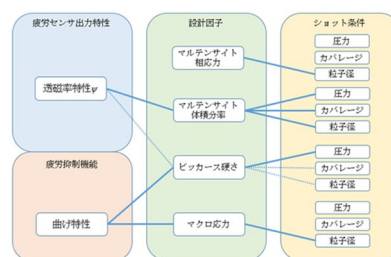 疲労センサ出力特性
設計因子
ショット条件
透磁率特性ψ
疲労抑制機能
曲げ特性
マルテンサイト
相応力
マルテンサイト
体積分率
ビッカース硬さ
マクロ応力
圧力
カバレージ
粒子径
圧力
カバレージ
粒子径
圧力
カバレージ
粒子径
圧力
カバレージ
粒子径